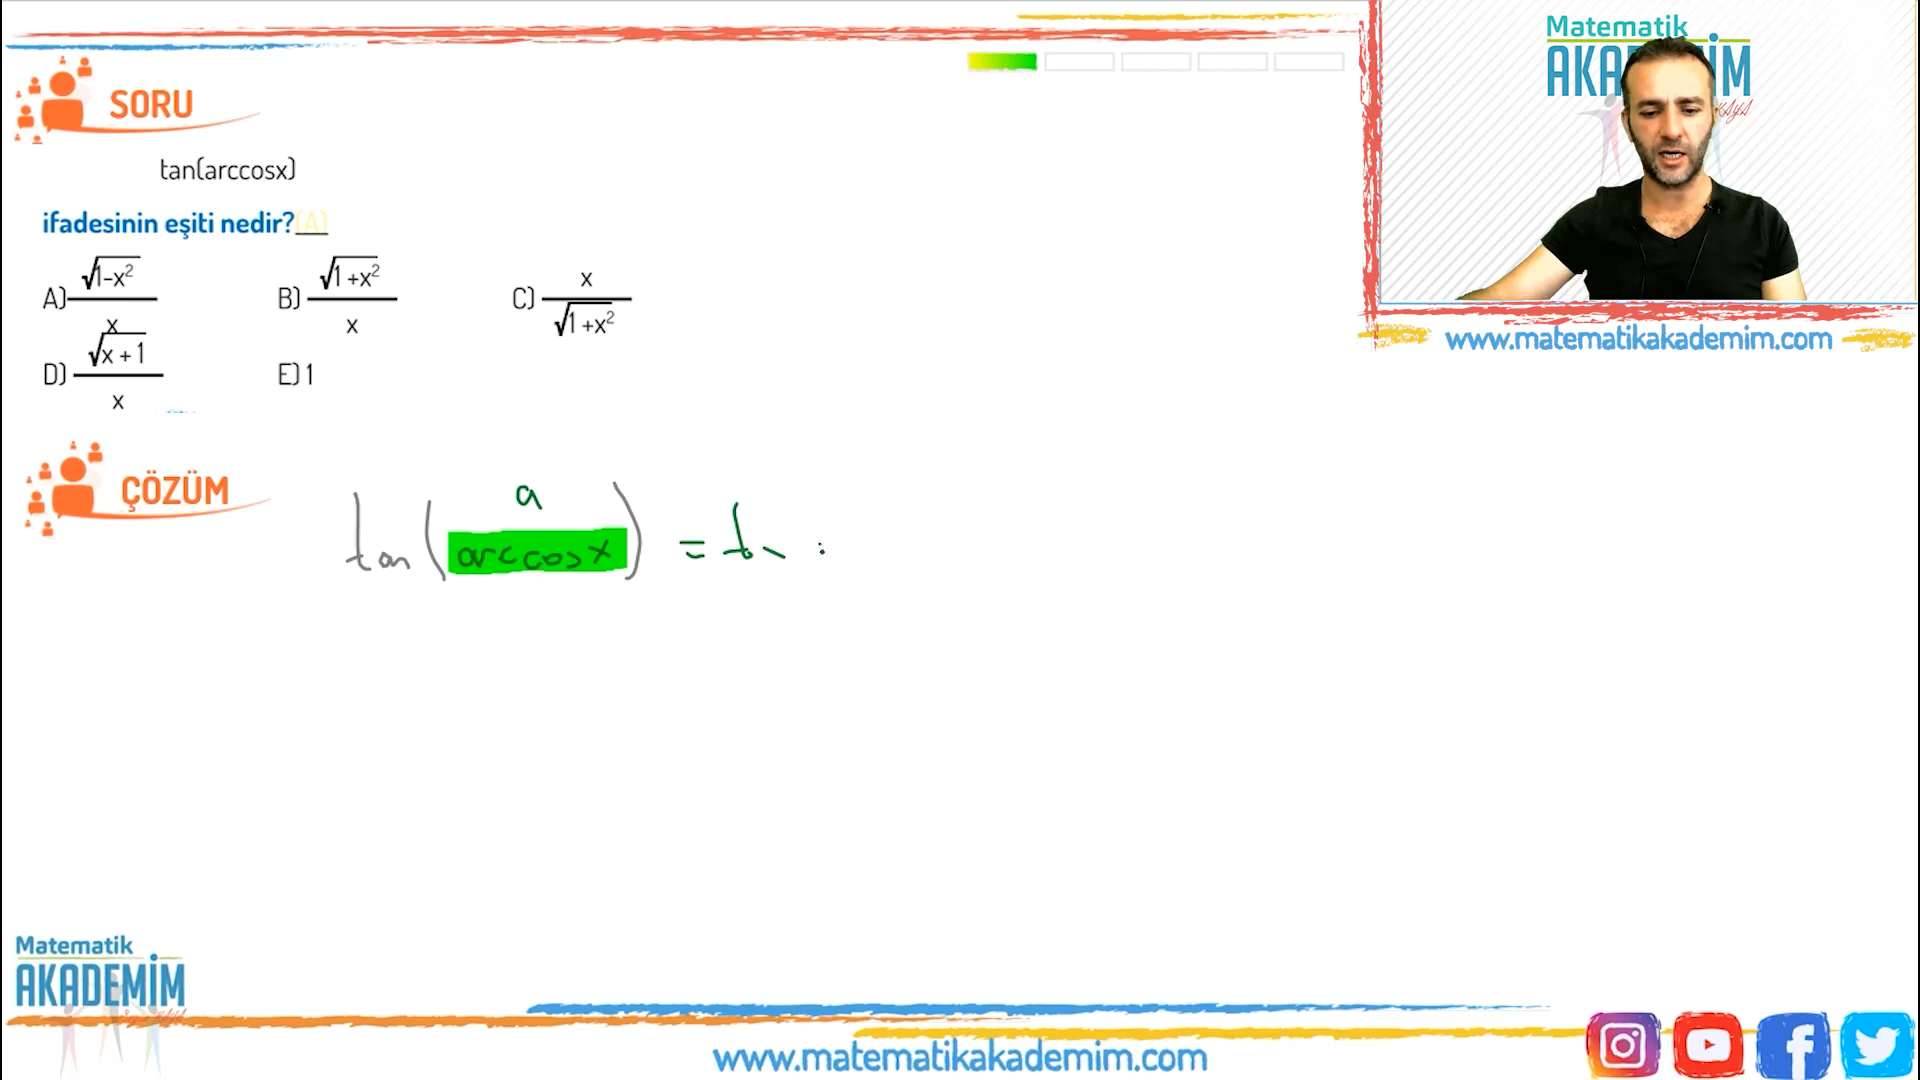 Matematik
AKADEMİM
SORU
tan(arccosx)
ifadesinin eşiti nedir?(A)
A) √1-x² / x
B) √1+x² / x
C) x / √1+x²
D) √x+1 / x
E) 1
www.matematikakademim.com
ÇÖZÜM
a
tan(arccosx) =
Matematik
AKADEMİM
www.matematikakademim.com